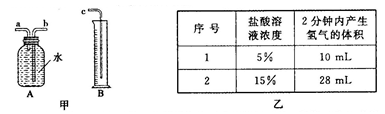 a b c
水
A B
甲
序号 盐酸溶液浓度 2分钟内产生氢气的体积
1 5% 10 mL
2 15% 28 mL
乙